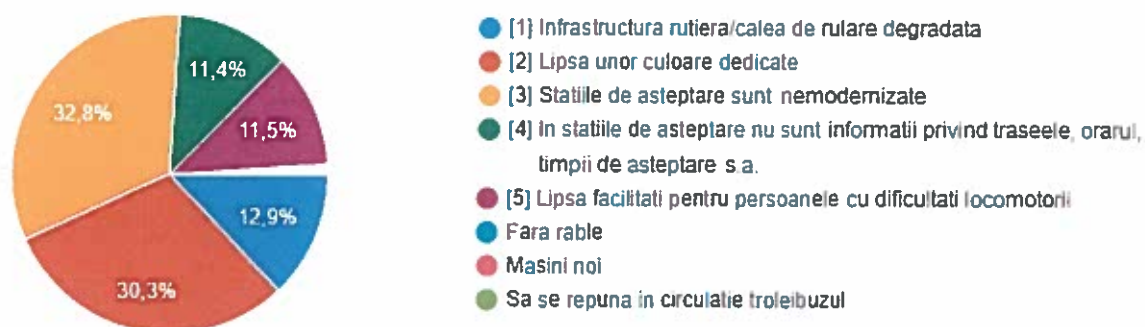 11,4%
32,8%
11,5%
12,9%
30,3%
[1] Infrastructura rutiera/calea de rulare degradata
[2] Lipsa unor culoare dedicate
[3] Statiile de asteptare sunt nemodernizate
[4] In statiile de asteptare nu sunt informatii privind traseele, orarul,
timpii de asteptare s.a.
[5] Lipsa facilitati pentru persoanele cu dificultati locomotorii
Fara rable
Masini noi
Sa se repuna in circulatie troleibuzul